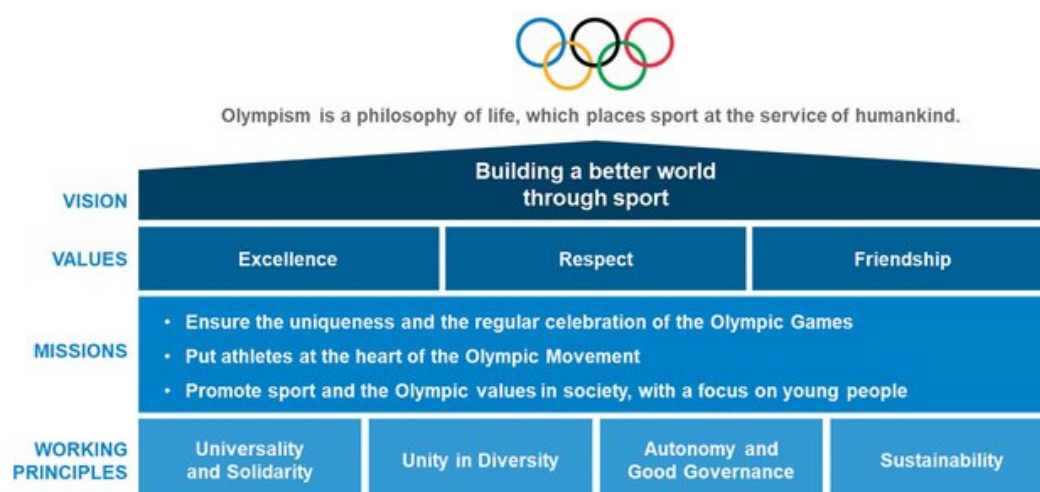 Olympism is a philosophy of life, which places sport at the service of humankind.
VISION
Building a better world
through sport
VALUES
Excellence
Respect
Friendship
MISSIONS
• Ensure the uniqueness and the regular celebration of the Olympic Games
• Put athletes at the heart of the Olympic Movement
• Promote sport and the Olympic values in society, with a focus on young people
WORKING
PRINCIPLES
Universality
and Solidarity
Unity in Diversity
Autonomy and
Good Governance
Sustainability